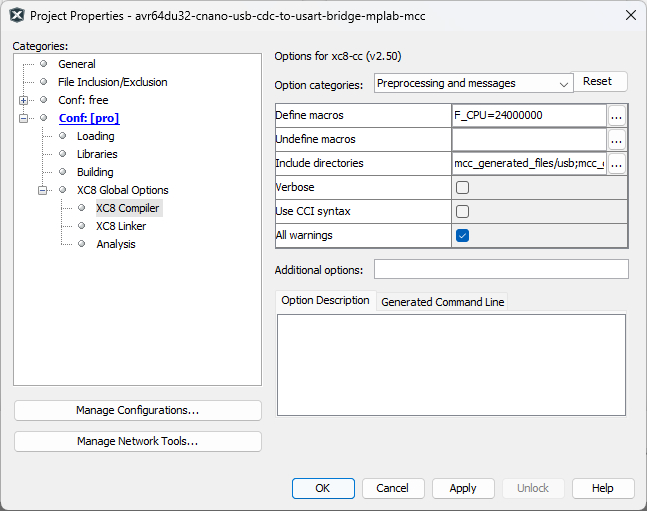 Project Properties - avr64du32-cnano-usb-cdc-to-usart-bridge-mplab-mcc
Categories:
General
File Inclusion/Exclusion
Conf: free
Conf: [pro]
Loading
Libraries
Building
XC8 Global Options
XC8 Compiler
XC8 Linker
Analysis
Manage Configurations...
Manage Network Tools...
Options for xc8-cc (v2.50)
Option categories: Preprocessing and messages Reset
Define macros F_CPU=24000000 ...
Undefine macros ...
Include directories mcc_generated_files/usb;mcc_ ...
Verbose
Use CCI syntax
All warnings
Additional options:
Option Description Generated Command Line
OK Cancel Apply Unlock Help